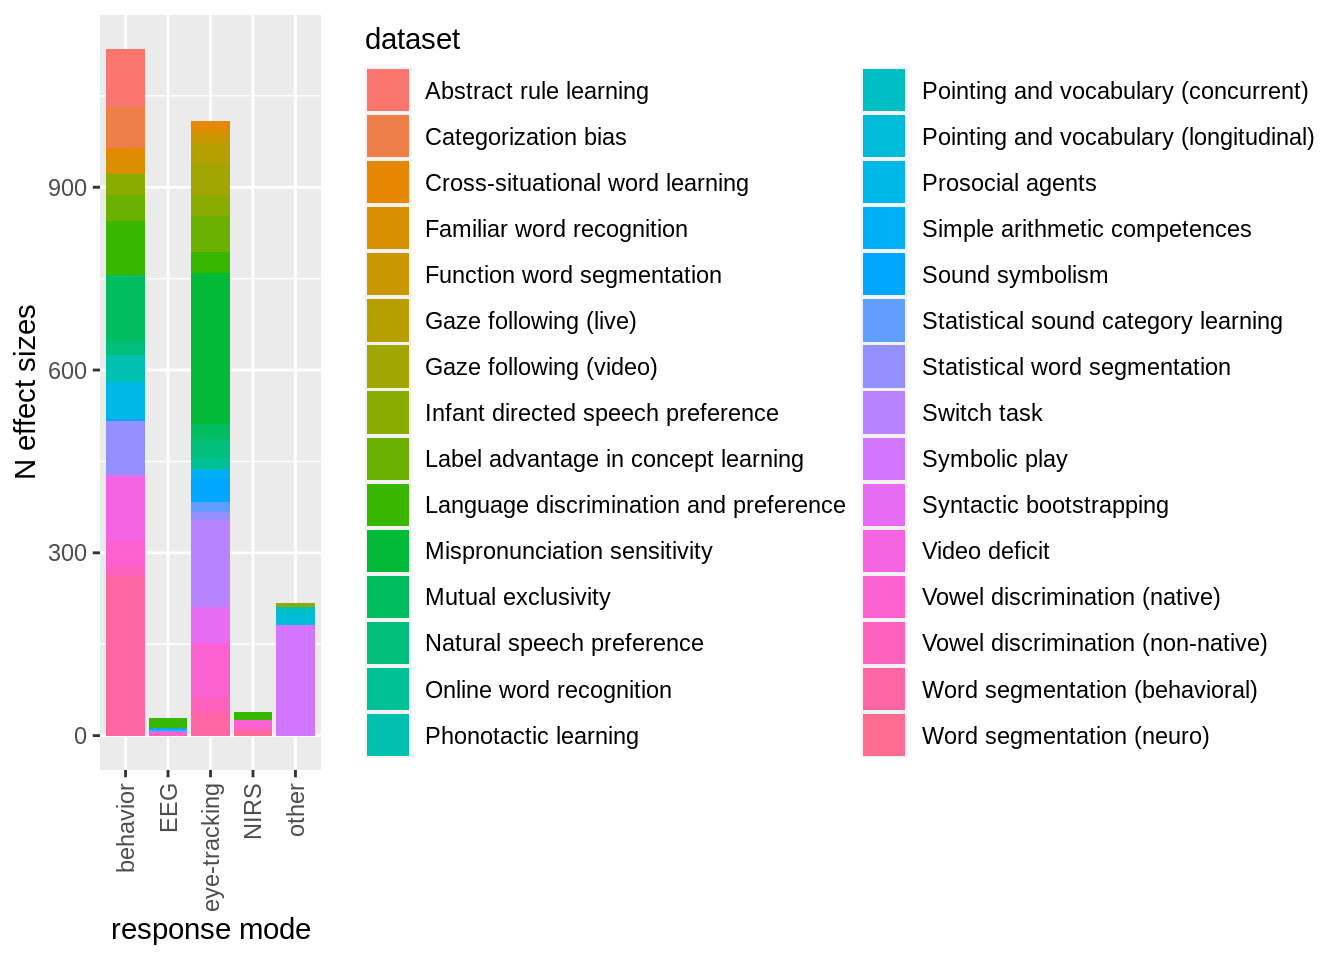 dataset
Abstract rule learning
Categorization bias
Cross-situational word learning
Familiar word recognition
Function word segmentation
Gaze following (live)
Gaze following (video)
Infant directed speech preference
Label advantage in concept learning
Language discrimination and preference
Mispronunciation sensitivity
Mutual exclusivity
Natural speech preference
Online word recognition
Phonotactic learning
Pointing and vocabulary (concurrent)
Pointing and vocabulary (longitudinal)
Prosocial agents
Simple arithmetic competences
Sound symbolism
Statistical sound category learning
Statistical word segmentation
Switch task
Symbolic play
Syntactic bootstrapping
Video deficit
Vowel discrimination (native)
Vowel discrimination (non-native)
Word segmentation (behavioral)
Word segmentation (neuro)
N effect sizes
900
600
300
0
behavior
EEG
eye-tracking
NIRS
other
response mode